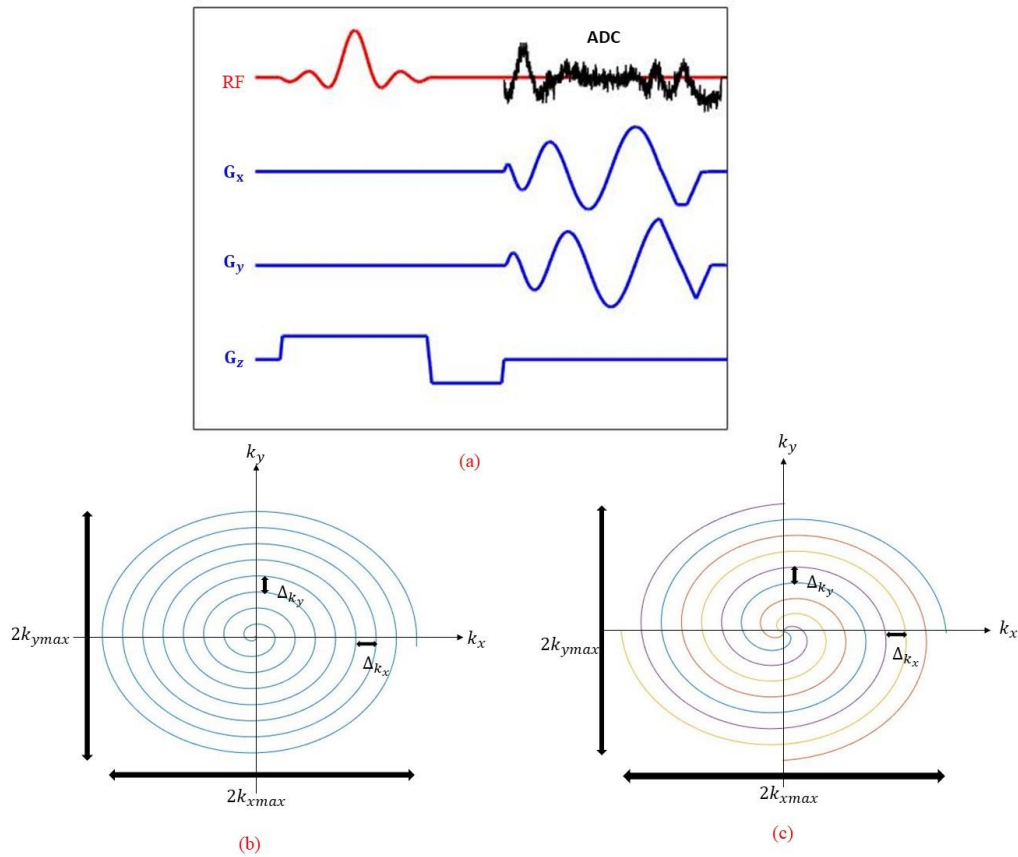 ADC
RF
Gx
Gy
Gz
(a)
ky
2kymax
Δky
kx
Δkx
2kxmax
(b)
ky
2kymax
Δky
kx
Δkx
2kxmax
(c)